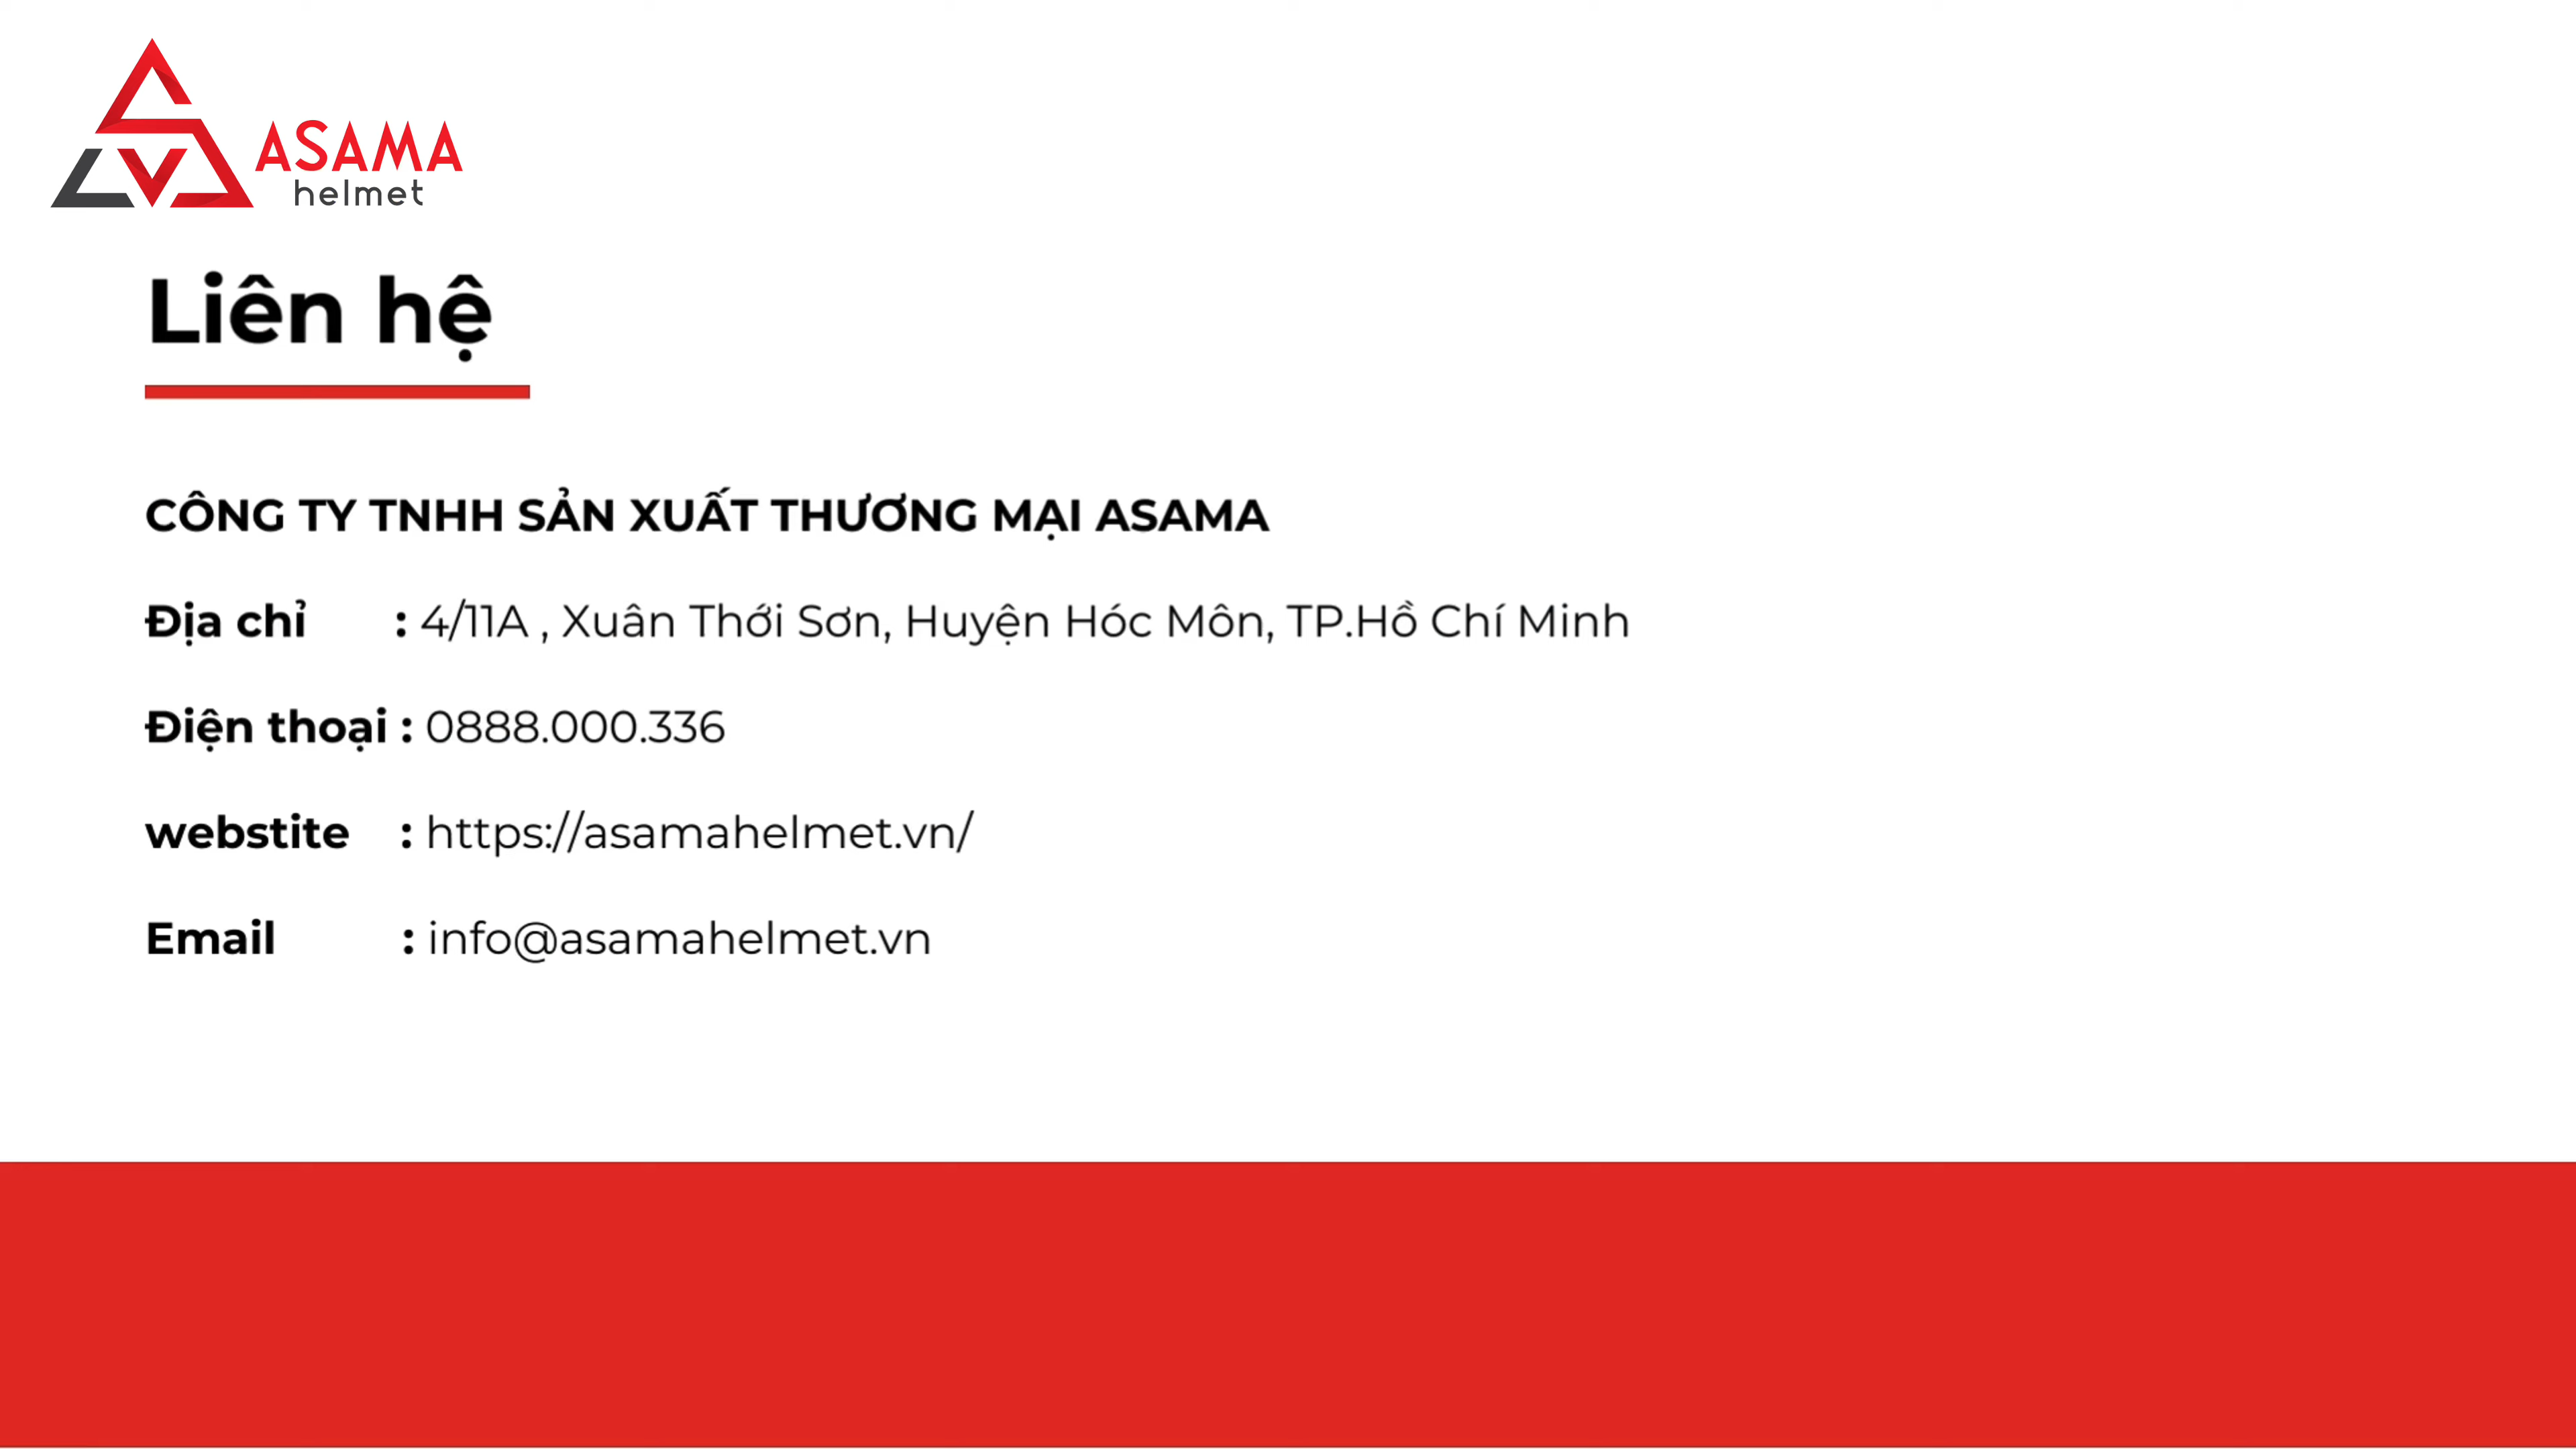 ASAMA
helmet
Liên hệ
CÔNG TY TNHH SẢN XUẤT THƯƠNG MẠI ASAMA
Địa chỉ : 4/11A , Xuân Thới Sơn, Huyện Hóc Môn, TP.Hồ Chí Minh
Điện thoại : 0888.000.336
webstite : https://asamahelmet.vn/
Email : info@asamahelmet.vn